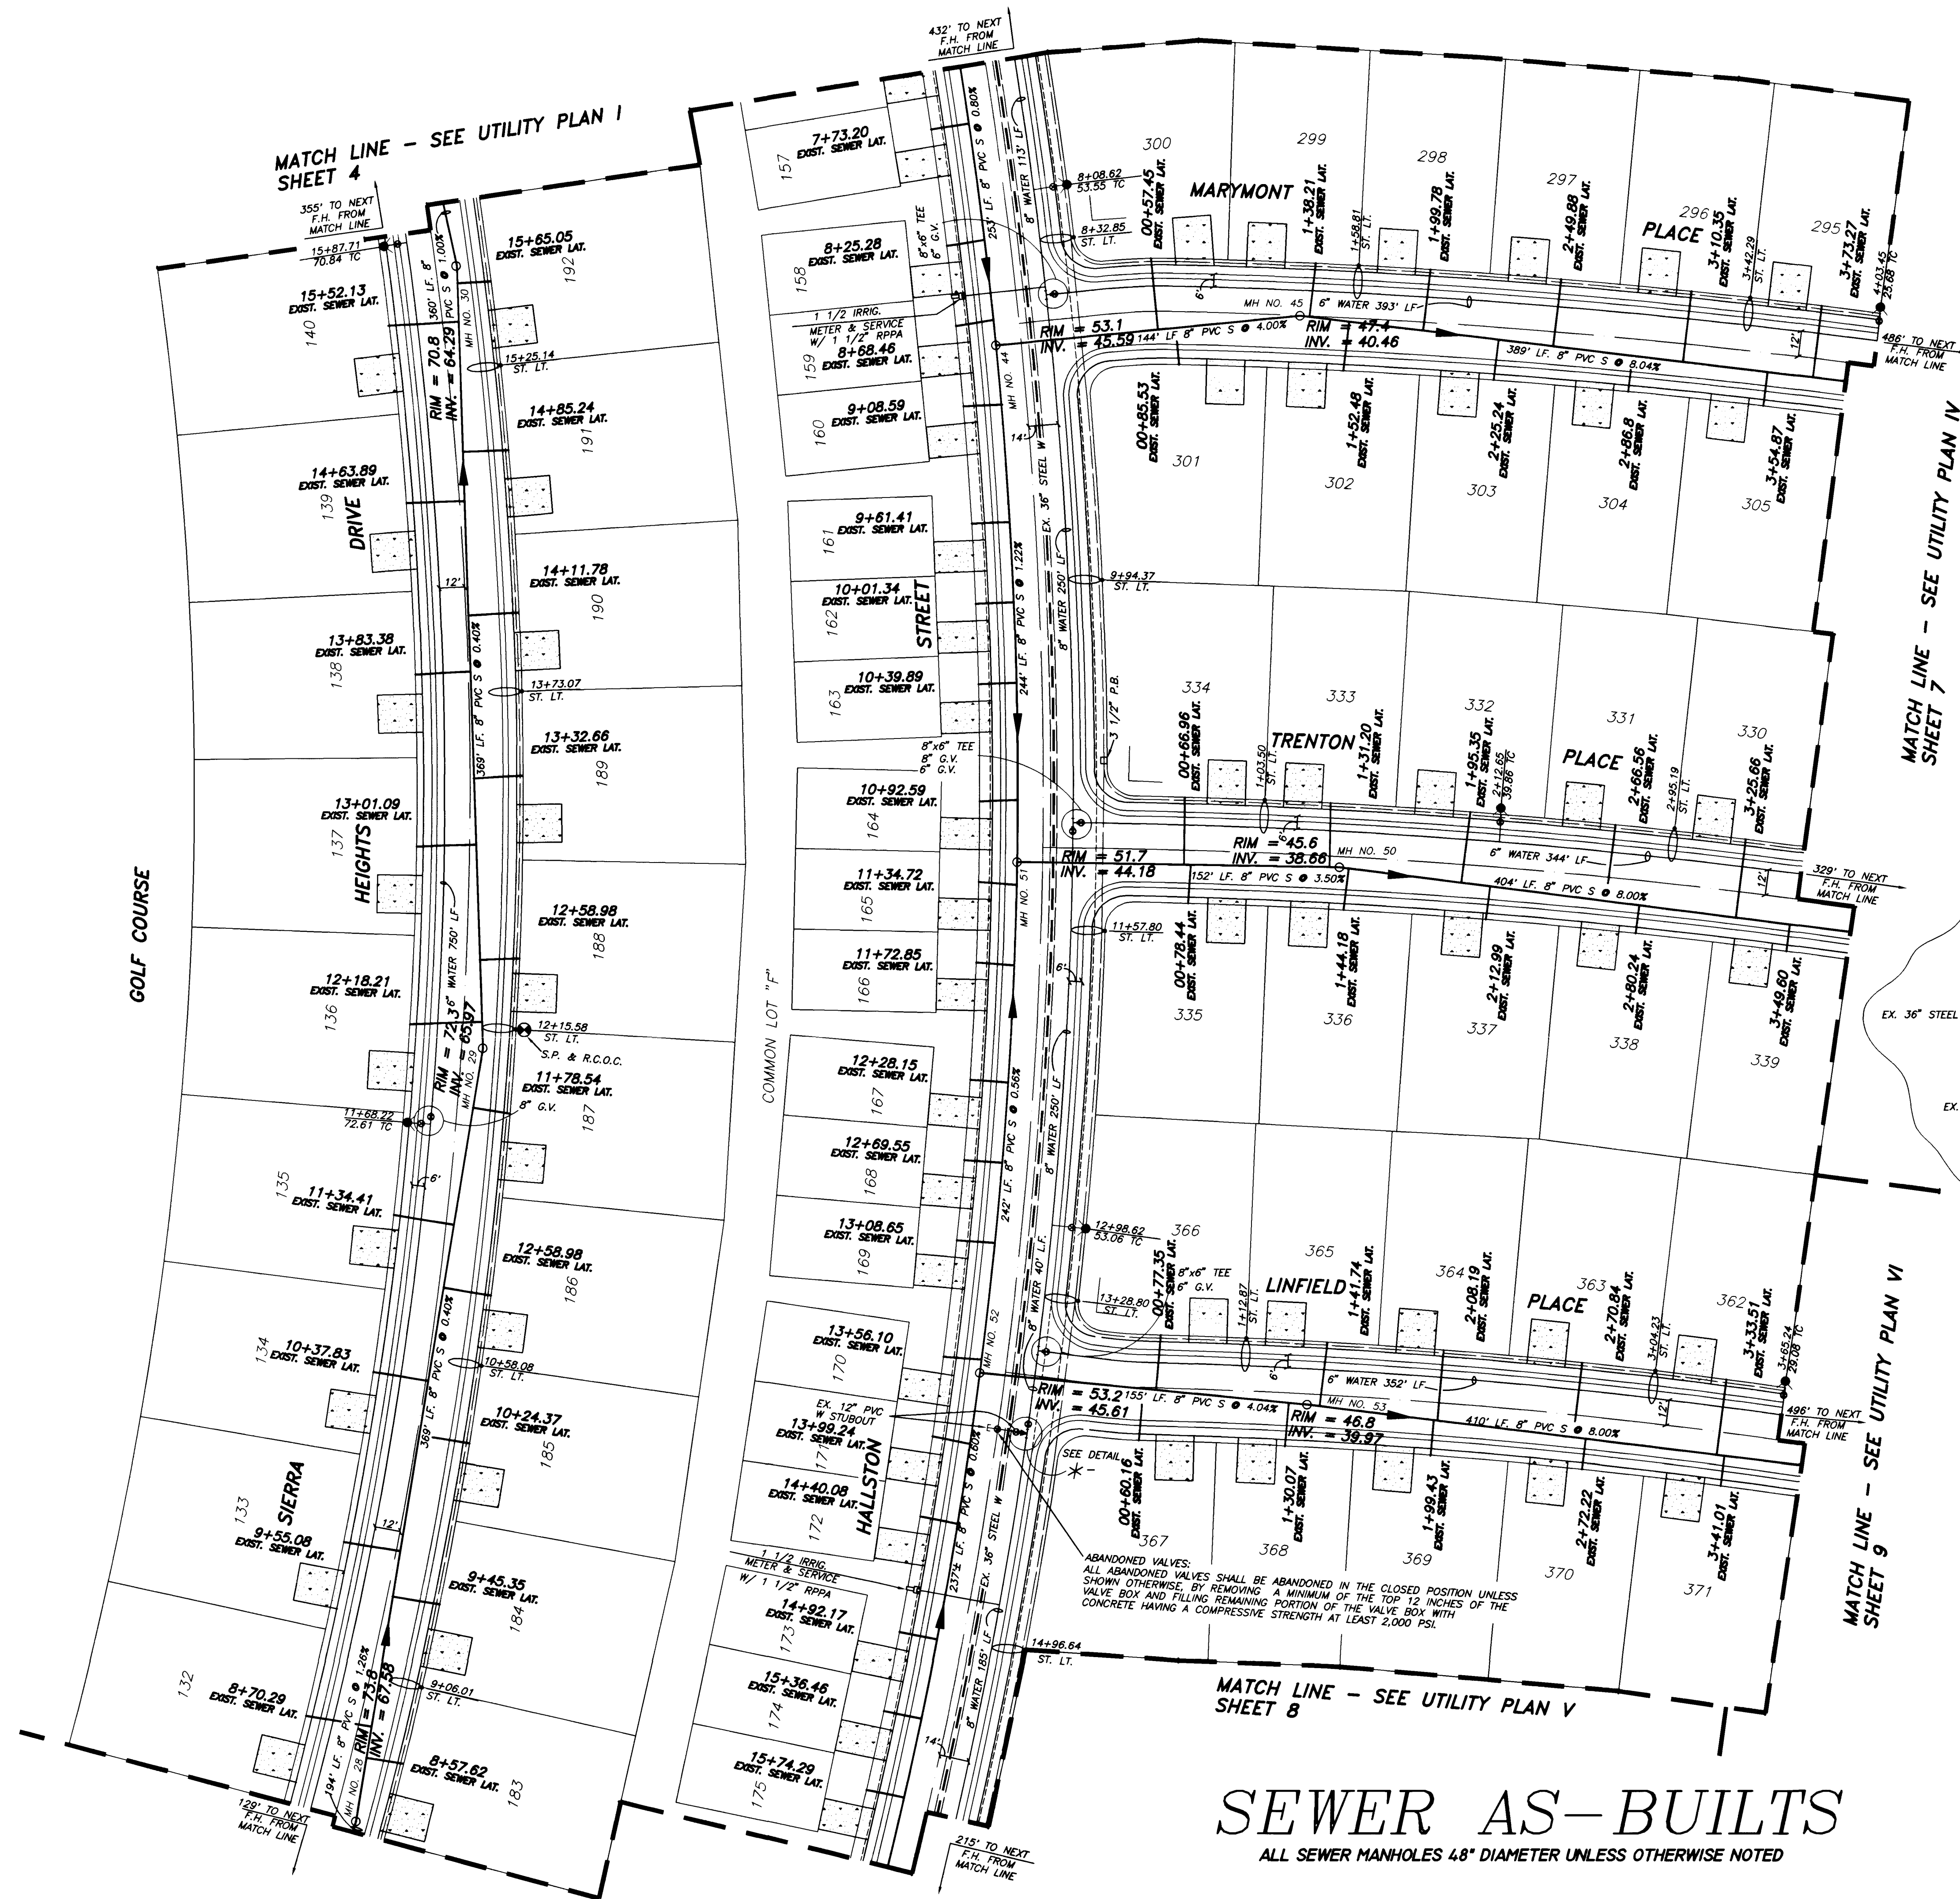 432' TO NEXT
F.H. FROM
MATCH LINE
MATCH LINE - SEE UTILITY PLAN I
SHEET 4
355' TO NEXT
F.H. FROM
MATCH LINE
15+87.71
70.84 TC
15+52.13
EXIST. SEWER LAT.
140
14+63.89
EXIST. SEWER LAT.
139
DRIVE
13+83.38
EXIST. SEWER LAT.
138
13+01.09
EXIST. SEWER LAT.
137
HEIGHTS
GOLF COURSE
12+18.21
EXIST. SEWER LAT.
136
11+68.22
72.61 TC
135
11+34.41
EXIST. SEWER LAT.
134
10+37.83
EXIST. SEWER LAT.
133
SIERRA
9+55.08
EXIST. SEWER LAT.
132
8+70.29
EXIST. SEWER LAT.
129' TO NEXT
F.H. FROM
MATCH LINE
360' LF. 8" PVC S @ 1.00%
RIM = 70.8
INV. = 64.29
MH NO. 30
12'
369' LF. 8" PVC S @ 0.40%
6" WATER 750' LF
RIM = 72.3
INV. = 65.97
MH NO. 29
8" G.V.
6'
369' LF. 8" PVC S @ 0.40%
12'
194' LF. 8" PVC S @ 1.26%
RIM = 73.8
INV. = 67.58
MH NO. 28
15+65.05
EXIST. SEWER LAT.
192
15+25.14
ST. LT.
14+85.24
EXIST. SEWER LAT.
191
14+11.78
EXIST. SEWER LAT.
190
13+73.07
ST. LT.
13+32.66
EXIST. SEWER LAT.
189
12+58.98
EXIST. SEWER LAT.
188
12+15.58
ST. LT.
S.P. & R.C.O.C.
11+78.54
EXIST. SEWER LAT.
187
12+58.98
EXIST. SEWER LAT.
186
10+58.08
ST. LT.
10+24.37
EXIST. SEWER LAT.
185
9+45.35
EXIST. SEWER LAT.
184
9+06.01
ST. LT.
8+57.62
EXIST. SEWER LAT.
183
COMMON LOT "F"
7+73.20
EXIST. SEWER LAT.
157
8+25.28
EXIST. SEWER LAT.
158
8"x6" TEE
6" G.V.
1 1/2 IRRIG.
METER & SERVICE
W/ 1 1/2" RPPA
8+68.46
EXIST. SEWER LAT.
159
9+08.59
EXIST. SEWER LAT.
160
9+61.41
EXIST. SEWER LAT.
161
10+01.34
EXIST. SEWER LAT.
162
STREET
10+39.89
EXIST. SEWER LAT.
163
8"x6" TEE
8" G.V.
6" G.V.
10+92.59
EXIST. SEWER LAT.
164
11+34.72
EXIST. SEWER LAT.
165
11+72.85
EXIST. SEWER LAT.
166
12+28.15
EXIST. SEWER LAT.
167
12+69.55
EXIST. SEWER LAT.
168
13+08.65
EXIST. SEWER LAT.
169
13+56.10
EXIST. SEWER LAT.
170
EX. 12" PVC
W STUBOUT
13+99.24
EXIST. SEWER LAT.
171
14+40.08
EXIST. SEWER LAT.
172
HALLSTON
1 1/2 IRRIG.
METER & SERVICE
W/ 1 1/2" RPPA
14+92.17
EXIST. SEWER LAT.
173
15+36.46
EXIST. SEWER LAT.
174
15+74.29
EXIST. SEWER LAT.
175
215' TO NEXT
F.H. FROM
MATCH LINE
253' LF. 8" PVC S @ 0.80%
8" WATER 113' LF
MH NO. 44
14'
EX. 36" STEEL W
244' LF. 8" PVC S @ 1.22%
8" WATER 250' LF
MH NO. 51
6'
242' LF. 8" PVC S @ 0.56%
8" WATER 250' LF
8" WATER 40' L.F.
MH NO. 52
237'± LF. 8" PVC S @ 0.60%
EX. 36" STEEL W
8" WATER 185' LF
14'
8+08.62
53.55 TC
8+32.85
ST. LT.
9+94.37
ST. LT.
3 1/2" P.B.
11+57.80
ST. LT.
12+98.62
53.06 TC
13+28.80
ST. LT.
14+96.64
ST. LT.
300
00+57.45
EXIST. SEWER LAT.
MARYMONT
299
1+38.21
EXIST. SEWER LAT.
1+58.81
ST. LT.
298
1+99.78
EXIST. SEWER LAT.
297
2+49.88
EXIST. SEWER LAT.
PLACE
296
3+10.35
EXIST. SEWER LAT.
3+42.29
ST. LT.
295
3+73.27
EXIST. SEWER LAT.
4+03.45
25.68 TC
6'
MH NO. 45
6" WATER 393' LF
RIM = 53.1
INV. = 45.59
144' LF 8" PVC S @ 4.00%
RIM = 47.4
INV. = 40.46
389' LF. 8" PVC S @ 8.04%
12'
486' TO NEXT
F.H. FROM
MATCH LINE
00+85.53
EXIST. SEWER LAT.
301
1+52.48
EXIST. SEWER LAT.
302
2+25.24
EXIST. SEWER LAT.
303
2+86.8
EXIST. SEWER LAT.
304
3+54.87
EXIST. SEWER LAT.
305
MATCH LINE - SEE UTILITY PLAN IV
SHEET 7
334
00+66.96
EXIST. SEWER LAT.
1+03.50
ST. LT.
TRENTON
333
1+31.20
EXIST. SEWER LAT.
332
1+95.35
EXIST. SEWER LAT.
2+12.65
39.86 TC
PLACE
331
2+66.56
EXIST. SEWER LAT.
2+95.19
ST. LT.
330
3+25.66
EXIST. SEWER LAT.
6'
RIM = 51.7
INV. = 44.18
RIM = 45.6
INV. = 38.66
MH NO. 50
6" WATER 344' LF
152' LF. 8" PVC S @ 3.50%
404' LF. 8" PVC S @ 8.00%
12'
329' TO NEXT
F.H. FROM
MATCH LINE
00+78.44
EXIST. SEWER LAT.
335
1+44.18
EXIST. SEWER LAT.
336
2+12.99
EXIST. SEWER LAT.
337
2+80.24
EXIST. SEWER LAT.
338
3+49.60
EXIST. SEWER LAT.
339
EX. 36" STEEL
EX.
366
00+77.35
EXIST. SEWER LAT.
8"x6" TEE
6" G.V.
1+12.87
ST. LT.
LINFIELD
365
1+41.74
EXIST. SEWER LAT.
364
2+08.19
EXIST. SEWER LAT.
PLACE
363
2+70.84
EXIST. SEWER LAT.
3+04.23
ST. LT.
362
3+33.51
EXIST. SEWER LAT.
3+65.24
29.08 TC
6'
6" WATER 352' LF
RIM = 53.2
INV. = 45.61
155' LF. 8" PVC S @ 4.04%
MH NO. 53
RIM = 46.8
INV. = 39.97
410' LF. 8" PVC S @ 8.00%
12'
496' TO NEXT
F.H. FROM
MATCH LINE
SEE DETAIL
00+60.16
EXIST. SEWER LAT.
367
1+30.07
EXIST. SEWER LAT.
368
1+99.43
EXIST. SEWER LAT.
369
2+72.22
EXIST. SEWER LAT.
370
3+41.01
EXIST. SEWER LAT.
371
MATCH LINE - SEE UTILITY PLAN VI
SHEET 9
ABANDONED VALVES:
ALL ABANDONED VALVES SHALL BE ABANDONED IN THE CLOSED POSITION UNLESS
SHOWN OTHERWISE, BY REMOVING A MINIMUM OF THE TOP 12 INCHES OF THE
VALVE BOX AND FILLING REMAINING PORTION OF THE VALVE BOX WITH
CONCRETE HAVING A COMPRESSIVE STRENGTH AT LEAST 2,000 PSI.
MATCH LINE - SEE UTILITY PLAN V
SHEET 8
SEWER AS-BUILTS
ALL SEWER MANHOLES 48" DIAMETER UNLESS OTHERWISE NOTED